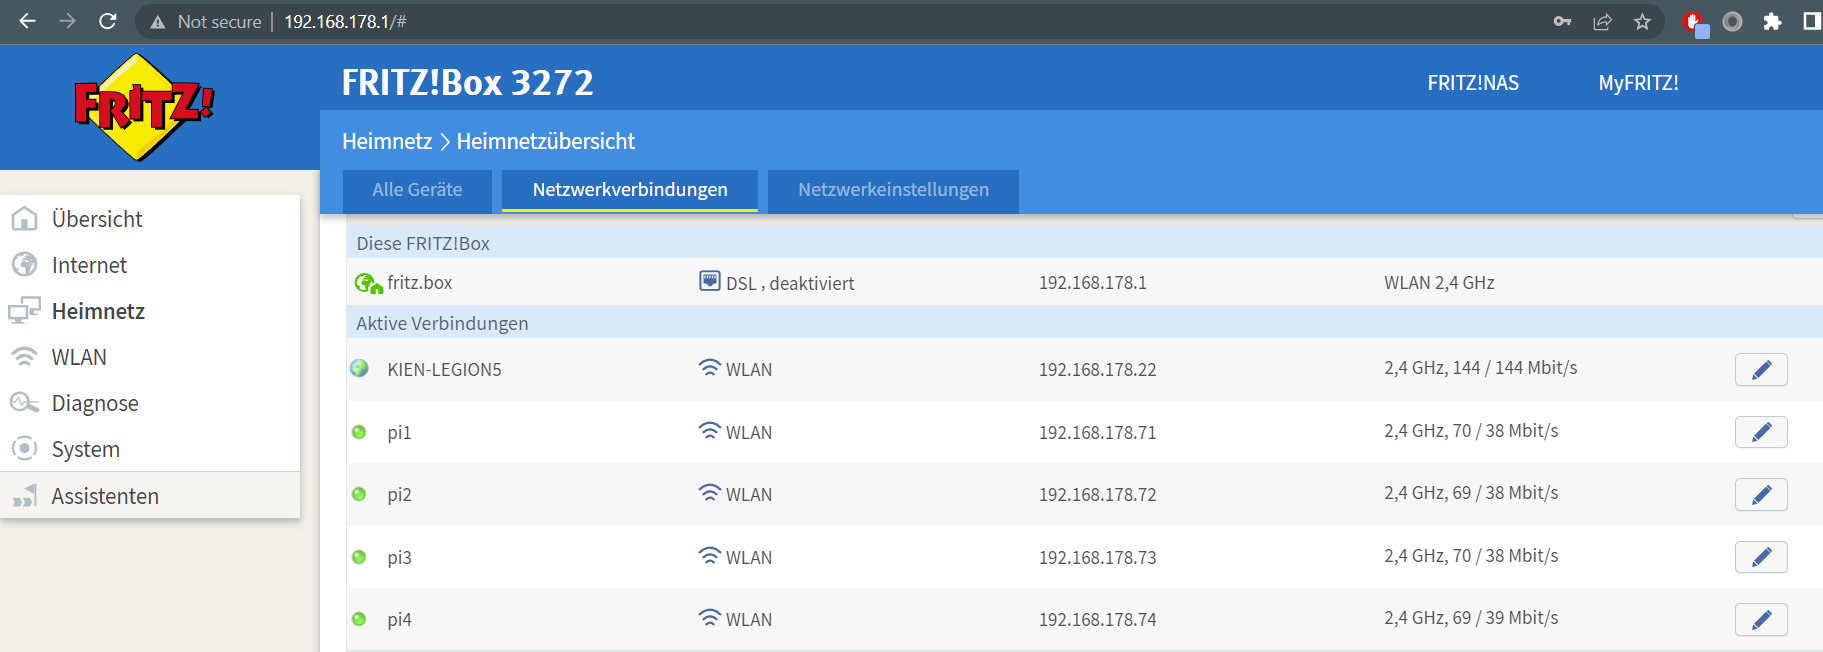 Not secure | 192.168.178.1/#
FRITZ!
FRITZ!Box 3272
FRITZ!NAS
MyFRITZ!
Heimnetz > Heimnetzübersicht
Alle Geräte
Netzwerkverbindungen
Netzwerkeinstellungen
Übersicht
Internet
Heimnetz
WLAN
Diagnose
System
Assistenten
Diese FRITZ!Box
fritz.box DSL , deaktiviert 192.168.178.1 WLAN 2,4 GHz
Aktive Verbindungen
KIEN-LEGION5 WLAN 192.168.178.22 2,4 GHz, 144 / 144 Mbit/s
pi1 WLAN 192.168.178.71 2,4 GHz, 70 / 38 Mbit/s
pi2 WLAN 192.168.178.72 2,4 GHz, 69 / 38 Mbit/s
pi3 WLAN 192.168.178.73 2,4 GHz, 70 / 38 Mbit/s
pi4 WLAN 192.168.178.74 2,4 GHz, 69 / 39 Mbit/s